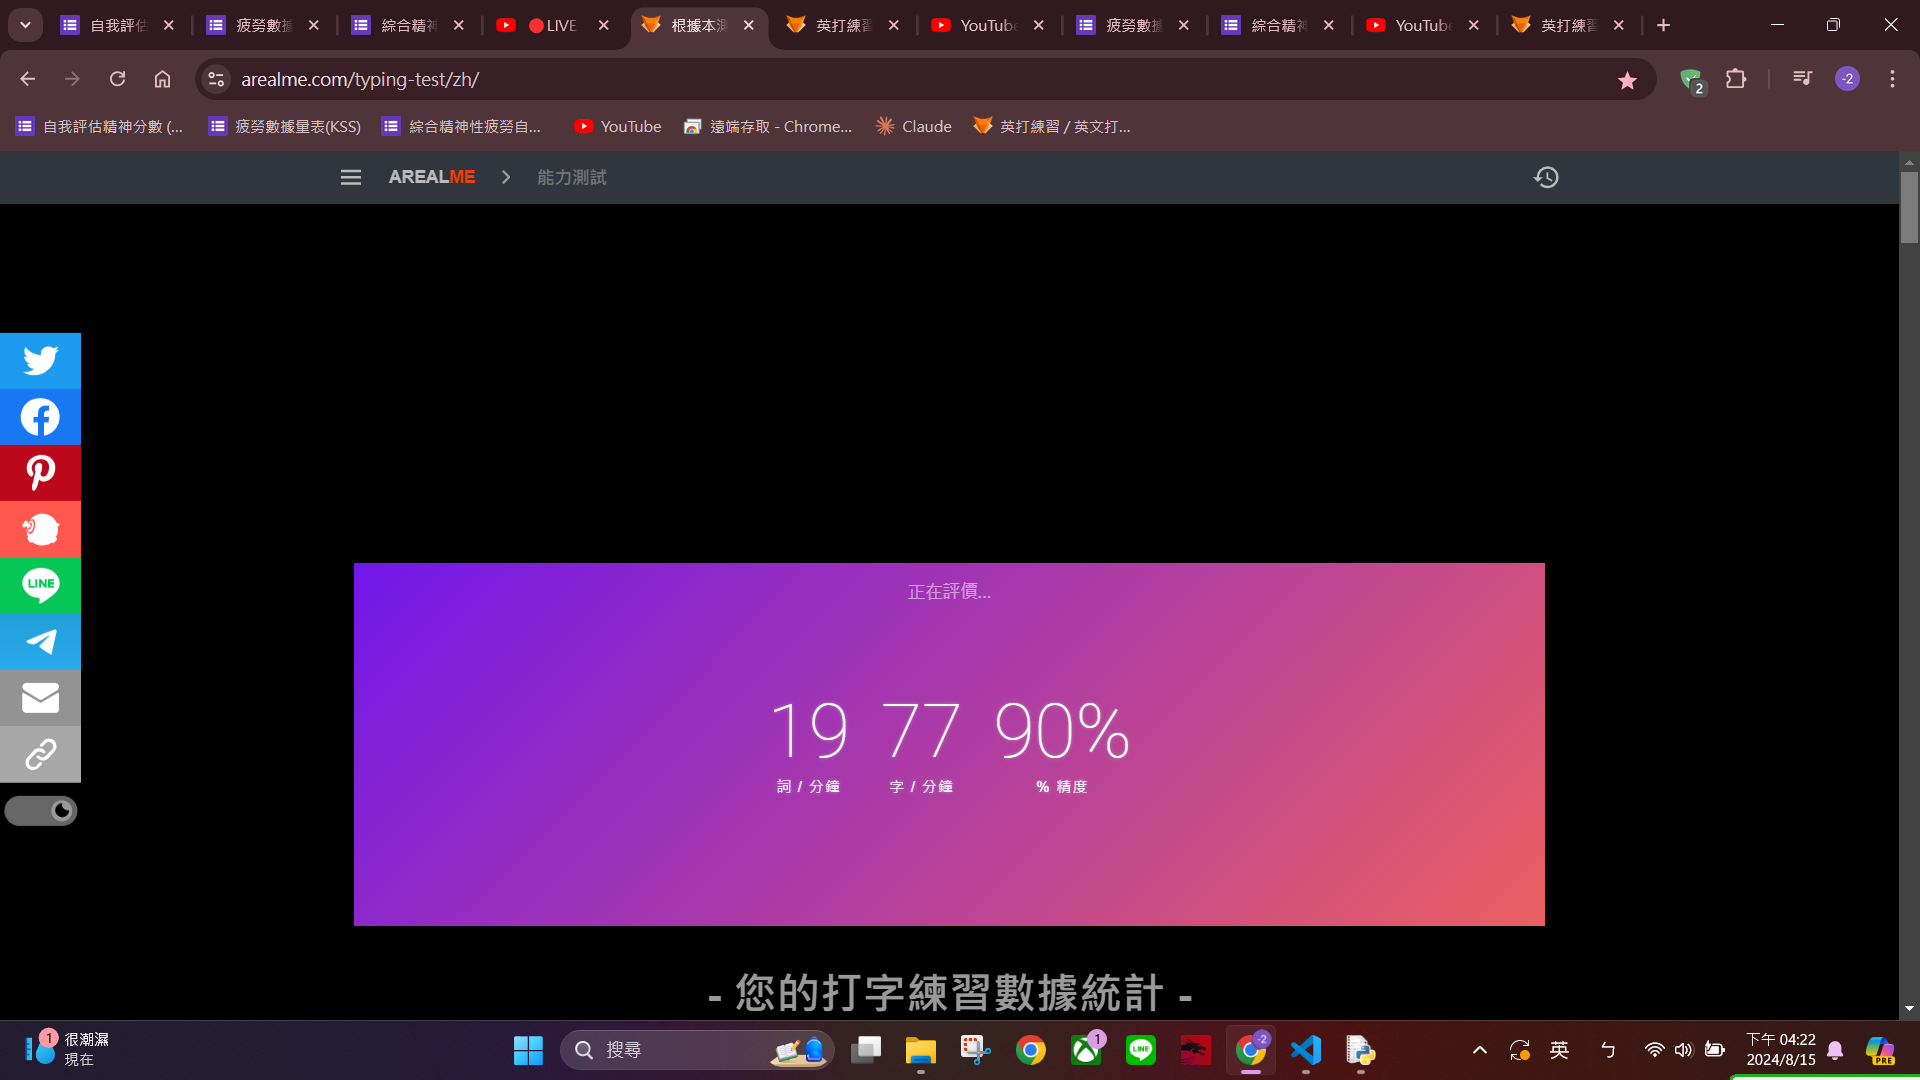 自我評估
疲勞數據
綜合精神
LIVE
根據本測
英打練習
YouTube
疲勞數據
綜合精神
YouTube
英打練習
arealme.com/typing-test/zh/
2
-2
自我評估精神分數 (...
疲勞數據量表(KSS)
綜合精神性疲勞自...
YouTube
遠端存取 - Chrome...
Claude
英打練習 / 英文打...
AREALME
能力測試
LINE
正在評價...
19 77 90%
詞 / 分鐘 字 / 分鐘 % 精度
- 您的打字練習數據統計 -
1
很潮濕
現在
搜尋
1
LINE
-2
英
ㄅ
下午 04:22
2024/8/15
PRE